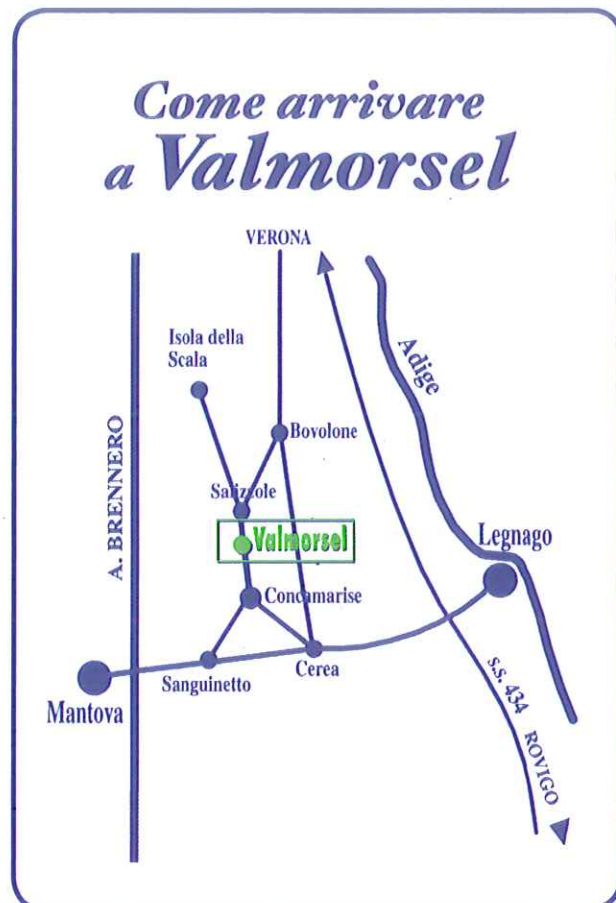 Come arrivare
a Valmorsel
VERONA
Isola della
Scala
Adige
A. BRENNERO
Bovolone
Salizzole
Valmorsel
Legnago
Concamarise
Cerea
Sanguinetto
Mantova
s.s. 434
ROVIGO